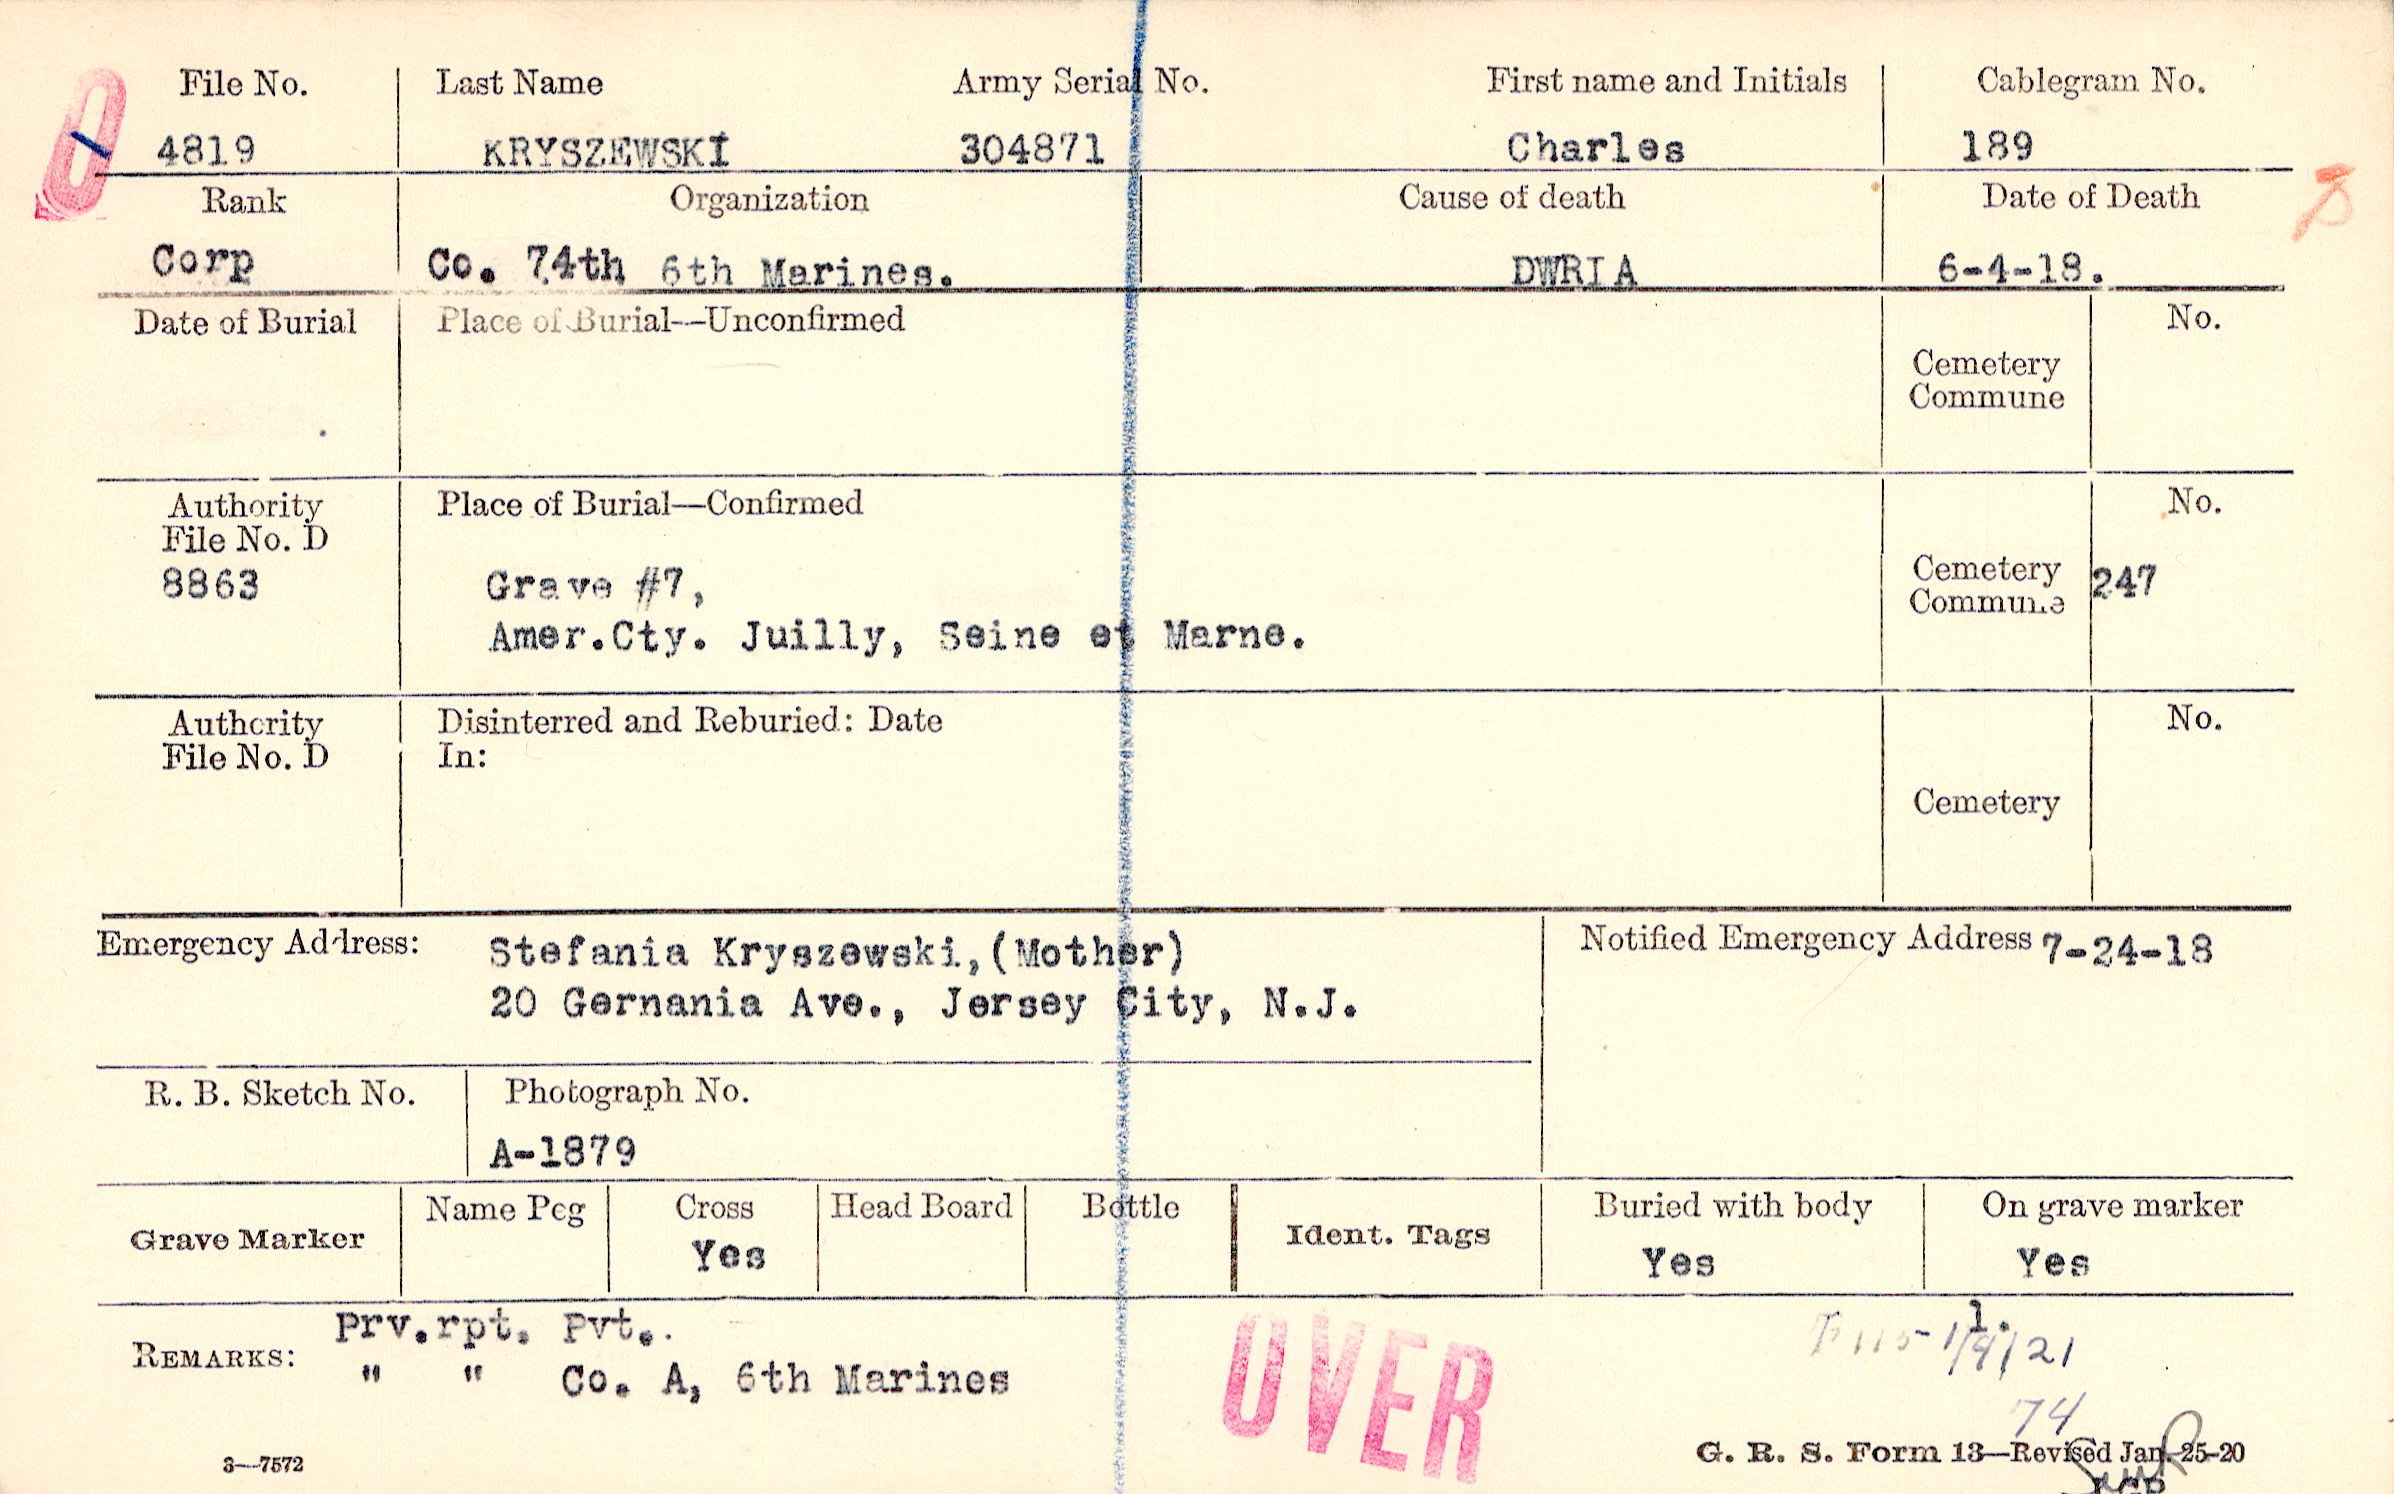 File No. Last Name Army Serial No. First name and Initials Cablegram No.
4819 KRYSZEWSKI 304871 Charles 189
Rank Organization Cause of death Date of Death
Corp Co. 74th 6th Marines. DWRIA 6-4-18.
Date of Burial Place of Burial—Unconfirmed No.
Cemetery
Commune
Authority Place of Burial—Confirmed No.
File No. D
8863 Grave #7, Cemetery 247
Commune
Amer.Cty. Juilly, Seine et Marne.
Authority Disinterred and Reburied: Date No.
File No. D In:
Cemetery
Emergency Address: Stefania Kryszewski,(Mother) Notified Emergency Address 7-24-18
20 Gernania Ave., Jersey City, N.J.
R. B. Sketch No. Photograph No.
A-1879
Grave Marker Name Peg Cross Head Board Bottle Ident. Tags Buried with body On grave marker
Yes Yes Yes
REMARKS: Prv.rpt. Pvt..
" " Co. A, 6th Marines
1.
1/4/21
OVER
74
3—7572 G. R. S. Form 13—Revised Jan. 25-20